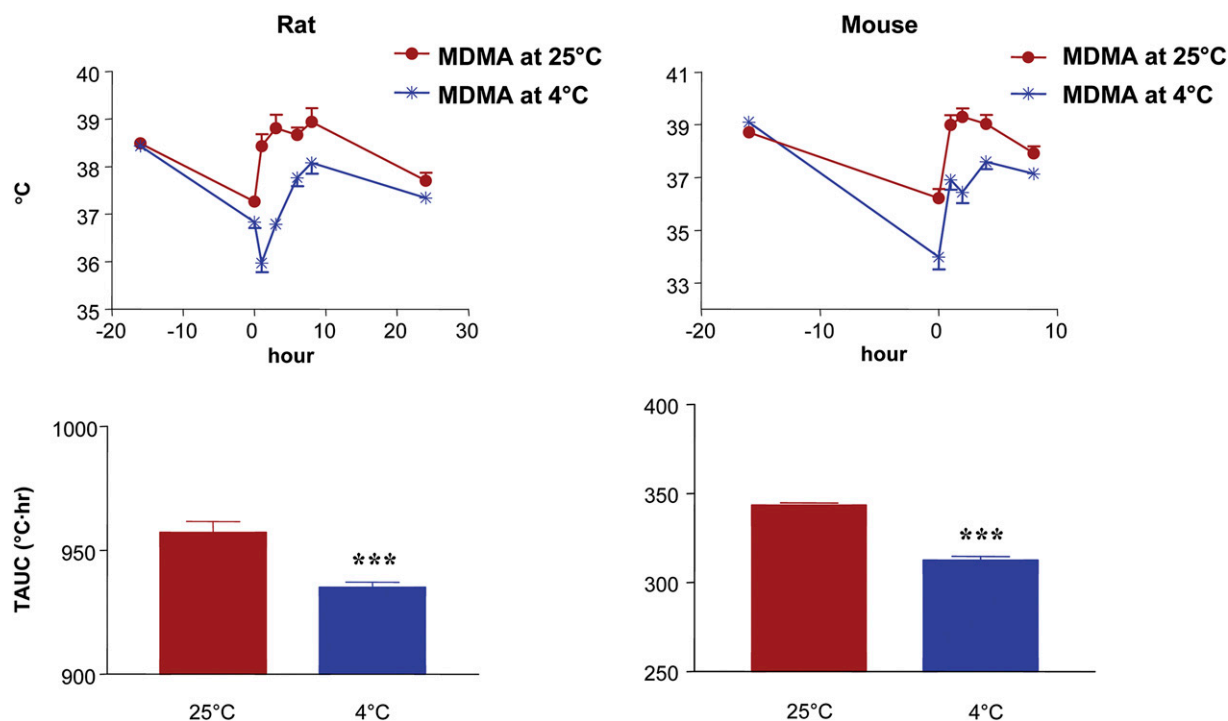 Rat
MDMA at 25°C
MDMA at 4°C
40
39
38
37
36
35
°C
-20
-10
0
10
20
30
hour
Mouse
MDMA at 25°C
MDMA at 4°C
41
39
37
35
33
-20
-10
0
10
hour
1000
950
900
TAUC (°C·hr)
***
25°C
4°C
400
350
300
250
***
25°C
4°C